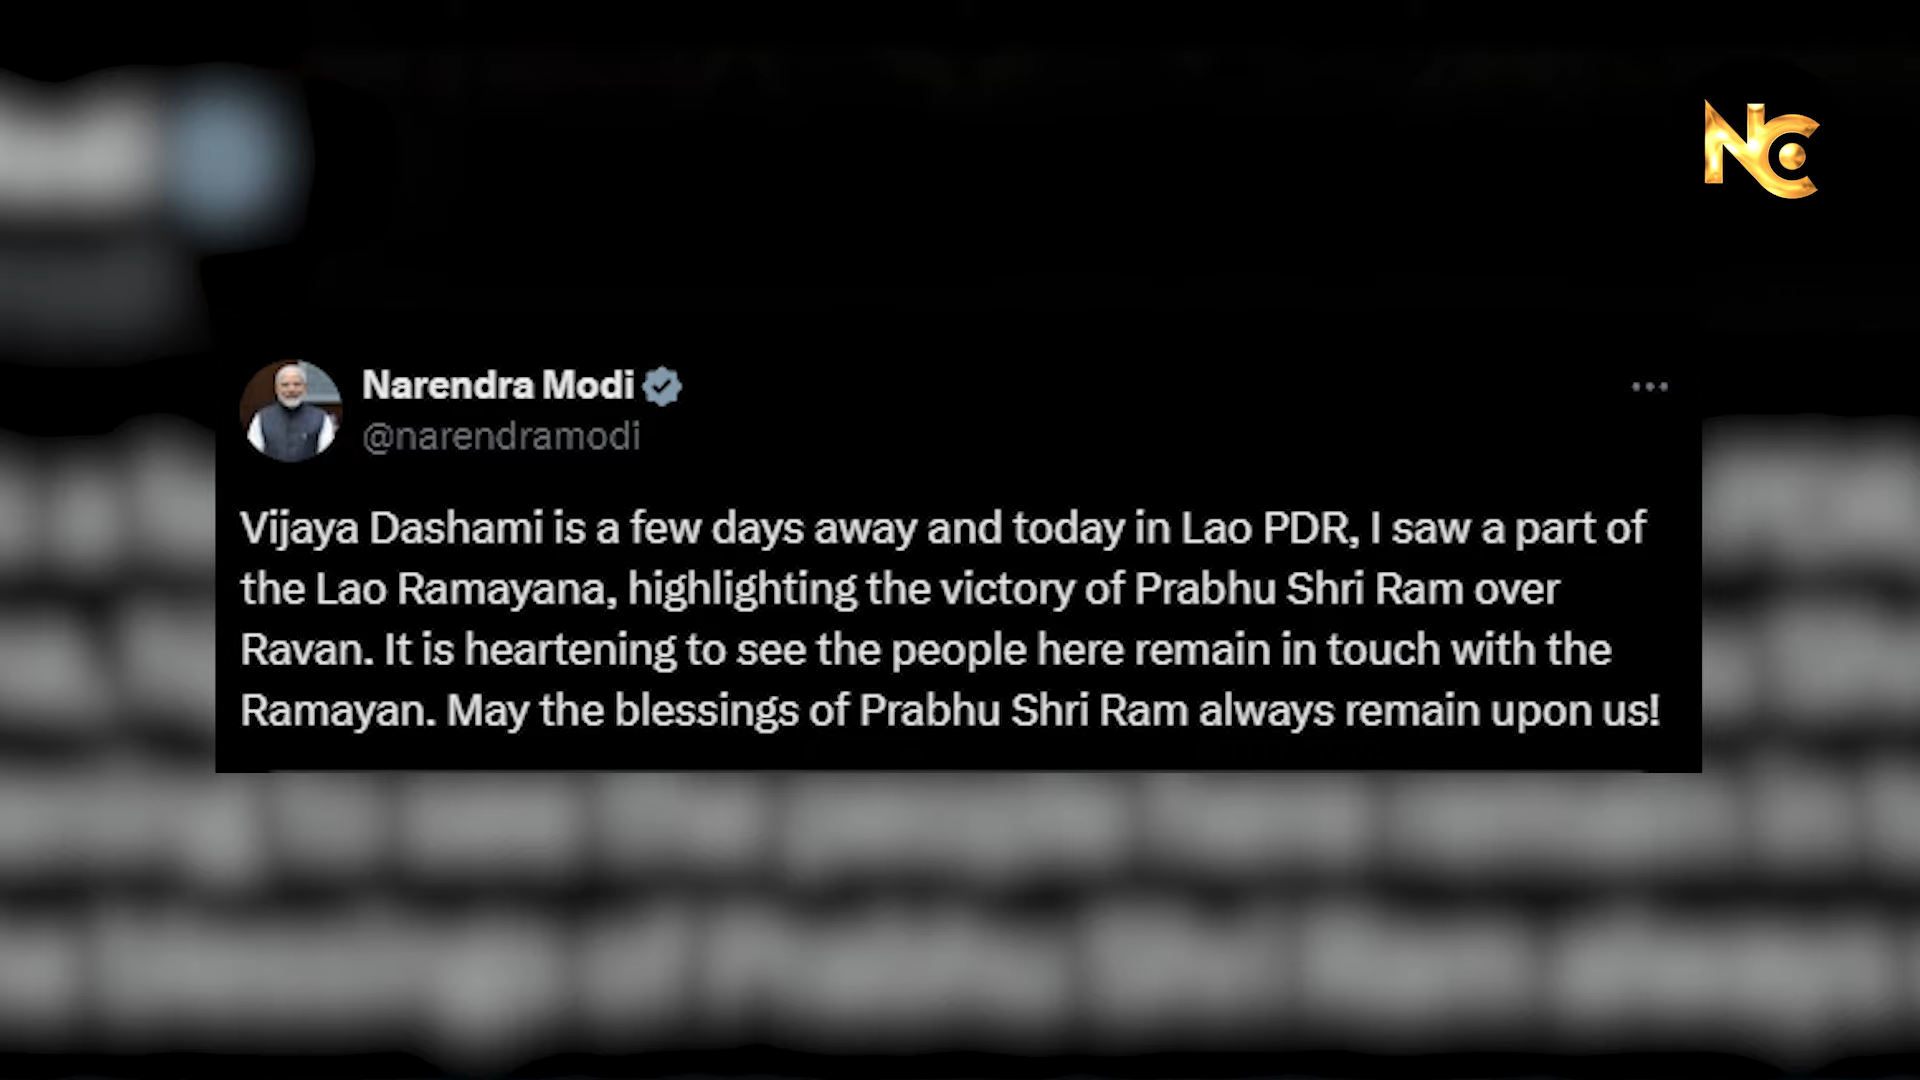 NC
Narendra Modi
@narendramodi
Vijaya Dashami is a few days away and today in Lao PDR, I saw a part of
the Lao Ramayana, highlighting the victory of Prabhu Shri Ram over
Ravan. It is heartening to see the people here remain in touch with the
Ramayan. May the blessings of Prabhu Shri Ram always remain upon us!